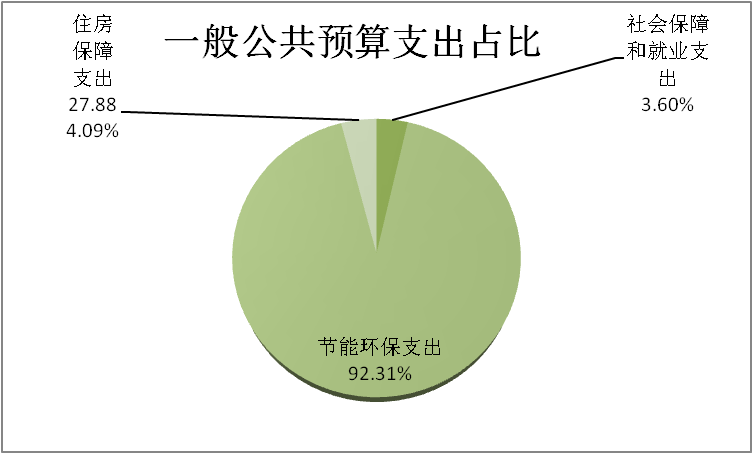 一般公共预算支出占比
住房
保障
支出
27.88
4.09%
社会保障
和就业支
出
3.60%
节能环保支出
92.31%